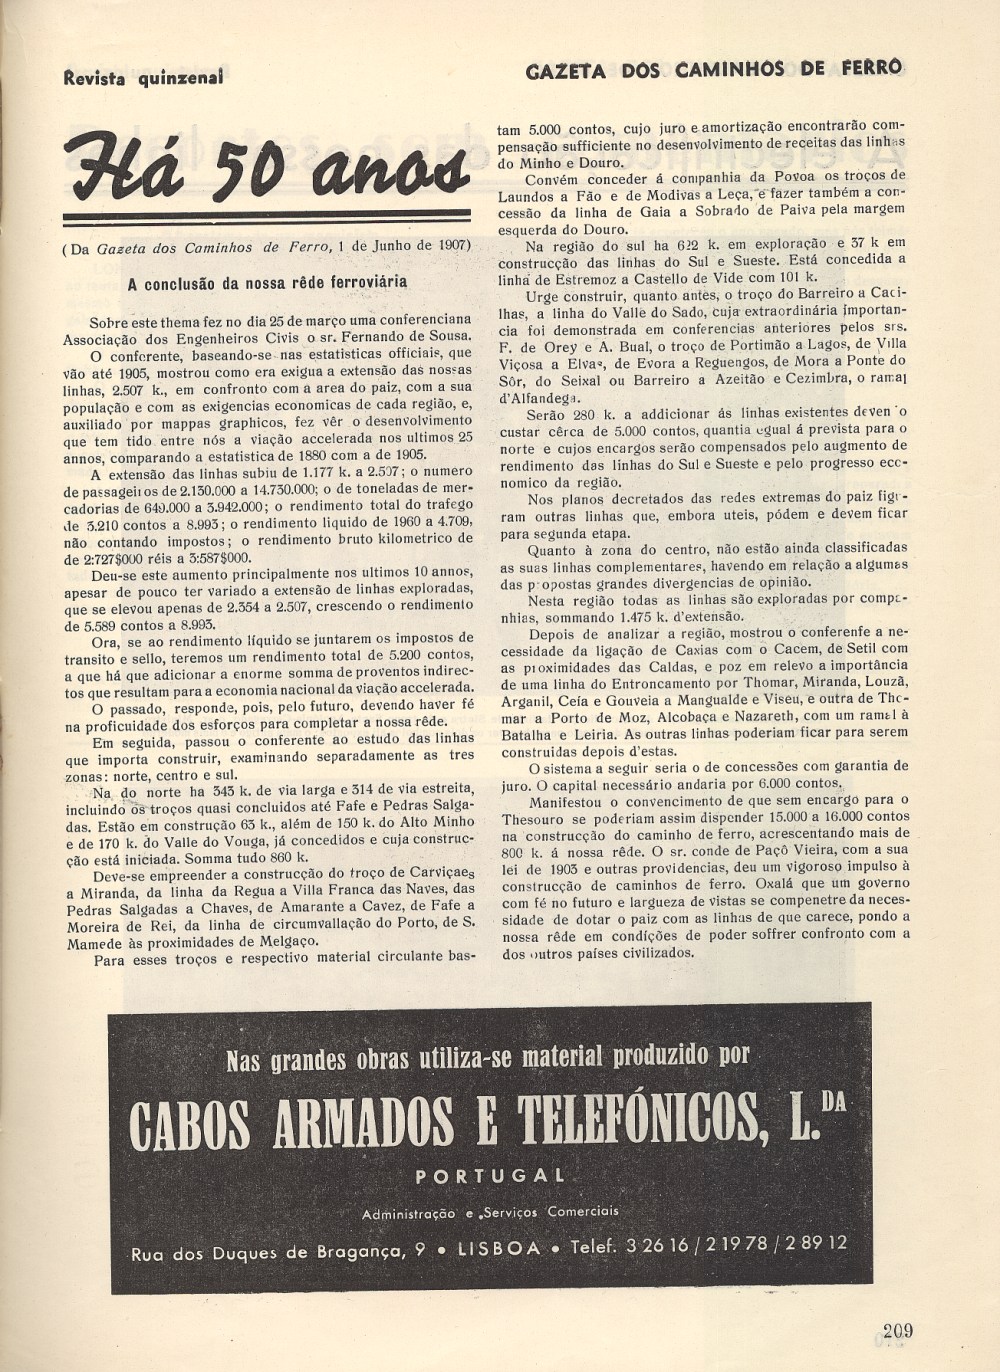 Revista quinzenal
GAZETA DOS CAMINHOS DE FERRO
Há 50 anos
(Da Gazeta dos Caminhos de Ferro, 1 de Junho de 1907)
A conclusão da nossa rêde ferroviária
Sobre este thema fez no dia 25 de março uma conferenciana
Associação dos Engenheiros Civis o sr. Fernando de Sousa.
O conferente, baseando-se nas estatisticas officiais, que
vão até 1905, mostrou como era exigua a extensão das nossas
linhas, 2.507 k., em confronto com a area do paiz, com a sua
população e com as exigencias economicas de cada região, e,
auxiliado por mappas graphicos, fez vêr o desenvolvimento
que tem tido entre nós a viação accelerada nos ultimos 25
annos, comparando a estatistica de 1880 com a de 1905.
A extensão das linhas subiu de 1.177 k. a 2.507; o numero
de passageiros de 2.130.000 a 14.730.000; o de toneladas de mer-
cadorias de 649.000 a 3.942.000; o rendimento total do trafego
de 3.210 contos a 8.993; o rendimento liquido de 1960 a 4.709,
não contando impostos; o rendimento bruto kilometrico de
de 2:727$000 réis a 3:587$000.
Deu-se este aumento principalmente nos ultimos 10 annos,
apesar de pouco ter variado a extensão de linhas exploradas,
que se elevou apenas de 2.354 a 2.507, crescendo o rendimento
de 5.589 contos a 8.993.
Ora, se ao rendimento líquido se juntarem os impostos de
transito e sello, teremos um rendimento total de 5.200 contos,
a que há que adicionar a enorme somma de proventos indirec-
tos que resultam para a economia nacional da viação accelerada.
O passado, responde, pois, pelo futuro, devendo haver fé
na proficuidade dos esforços para completar a nossa rêde.
Em seguida, passou o conferente ao estudo das linhas
que importa construir, examinando separadamente as tres
zonas: norte, centro e sul.
Na do norte ha 343 k. de via larga e 314 de via estreita,
incluindo os troços quasi concluidos até Fafe e Pedras Salga-
das. Estão em construção 63 k., além de 150 k. do Alto Minho
e de 170 k. do Valle do Vouga, já concedidos e cuja construc-
ção está iniciada. Somma tudo 860 k.
Deve-se empreender a construcção do troço de Carviçaes
a Miranda, da linha da Regua a Villa Franca das Naves, das
Pedras Salgadas a Chaves, de Amarante a Cavez, de Fafe a
Moreira de Rei, da linha de circumvallação do Porto, de S.
Mamede às proximidades de Melgaço.
Para esses troços e respectivo material circulante bas-
tam 5.000 contos, cujo juro e amortização encontrarão com-
pensação sufficiente no desenvolvimento de receitas das linhas
do Minho e Douro.
Convém conceder á companhia da Povoa os troços de
Laundos a Fão e de Modivas a Leça, e fazer também a con-
cessão da linha de Gaia a Sobrado de Paiva pela margem
esquerda do Douro.
Na região do sul ha 622 k. em exploração e 37 k em
construcção das linhas do Sul e Sueste. Está concedida a
linha de Estremoz a Castello de Vide com 101 k.
Urge construir, quanto antes, o troço do Barreiro a Caci-
lhas, a linha do Valle do Sado, cuja extraordinária importan-
cia foi demonstrada em conferencias anteriores pelos srs.
F. de Orey e A. Bual, o troço de Portimão a Lagos, de Villa
Viçosa a Elvas, de Evora a Reguengos, de Mora a Ponte do
Sôr, do Seixal ou Barreiro a Azeitão e Cezimbra, o ramal
d'Alfandega.
Serão 280 k. a addicionar ás linhas existentes devendo
custar cêrca de 5.000 contos, quantia egual á prevista para o
norte e cujos encargos serão compensados pelo augmento de
rendimento das linhas do Sul e Sueste e pelo progresso eco-
nomico da região.
Nos planos decretados das redes extremas do paiz figu-
ram outras linhas que, embora uteis, pódem e devem ficar
para segunda etapa.
Quanto à zona do centro, não estão ainda classificadas
as suas linhas complementares, havendo em relação a algumas
das propostas grandes divergencias de opinião.
Nesta região todas as linhas são exploradas por compa-
nhias, sommando 1.475 k. d'extensão.
Depois de analizar a região, mostrou o conferenfe a ne-
cessidade da ligação de Caxias com o Cacem, de Setil com
as proximidades das Caldas, e poz em relevo a importância
de uma linha do Entroncamento por Thomar, Miranda, Louzã,
Arganil, Ceía e Gouveia a Mangualde e Viseu, e outra de Tho-
mar a Porto de Moz, Alcobaça e Nazareth, com um ramal à
Batalha e Leiria. As outras linhas poderiam ficar para serem
construidas depois d'estas.
O sistema a seguir seria o de concessões com garantia de
juro. O capital necessário andaria por 6.000 contos.
Manifestou o convencimento de que sem encargo para o
Thesouro se poderiam assim dispender 15.000 a 16.000 contos
na construcção do caminho de ferro, acrescentando mais de
800 k. á nossa rêde. O sr. conde de Paçô Vieira, com a sua
lei de 1903 e outras providencias, deu um vigoroso impulso à
construcção de caminhos de ferro. Oxalá que um governo
com fé no futuro e largueza de vistas se compenetre da neces-
sidade de dotar o paiz com as linhas de que carece, pondo a
nossa rêde em condíções de poder soffrer confronto com a
dos outros países civilizados.
Nas grandes obras utiliza-se material produzido por
CABOS ARMADOS E TELEFÓNICOS, L.DA
PORTUGAL
Administração e Serviços Comerciais
Rua dos Duques de Bragança, 9 • LISBOA • Telef. 3 26 16 / 2 19 78 / 2 89 12
209